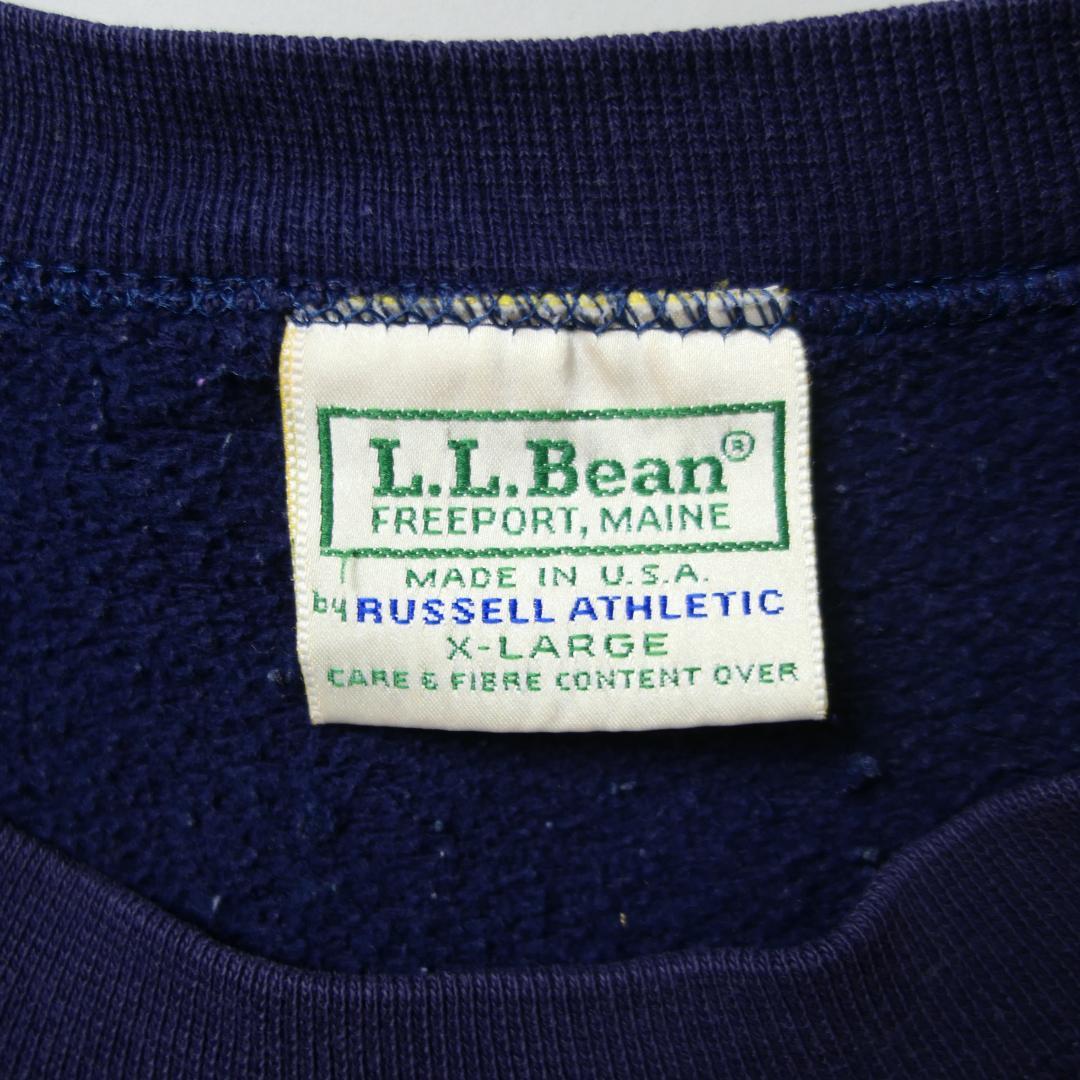 L.L.Bean®
FREEPORT, MAINE
MADE IN U.S.A.
by RUSSELL ATHLETIC
X-LARGE
CARE & FIBRE CONTENT OVER